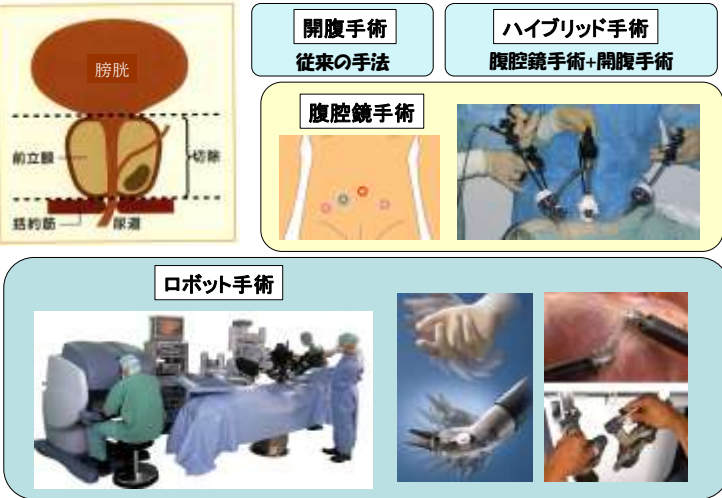 膀胱
前立腺
切除
括約筋
尿道
開腹手術
従来の手法
ハイブリッド手術
腹腔鏡手術+開腹手術
腹腔鏡手術
ロボット手術